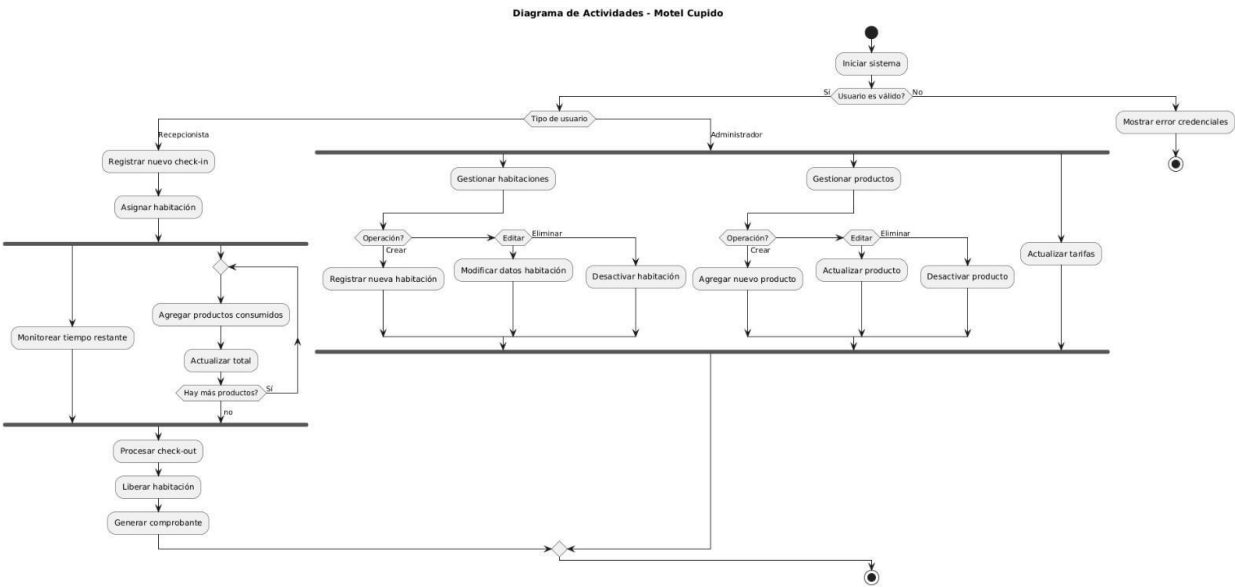 Diagrama de Actividades - Motel Cupido
Iniciar sistema
Sí
Usuario es válido?
No
Tipo de usuario
Mostrar error credenciales
Recepcionista
Administrador
Registrar nuevo check-in
Gestionar habitaciones
Gestionar productos
Asignar habitación
Operación?
Editar
Eliminar
Operación?
Editar
Eliminar
Crear
Crear
Actualizar tarifas
Registrar nueva habitación
Modificar datos habitación
Desactivar habitación
Agregar nuevo producto
Actualizar producto
Desactivar producto
Agregar productos consumidos
Monitorear tiempo restante
Actualizar total
Hay más productos?
Sí
no
Procesar check-out
Liberar habitación
Generar comprobante